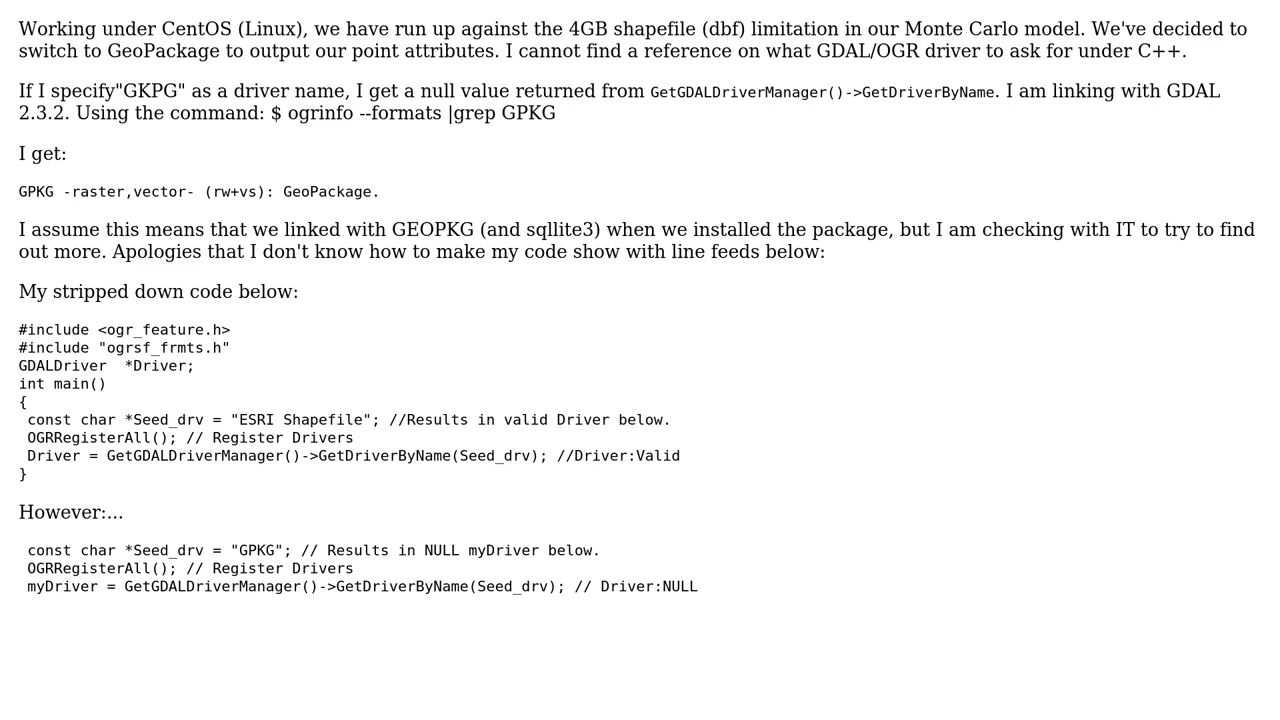 Working under CentOS (Linux), we have run up against the 4GB shapefile (dbf) limitation in our Monte Carlo model. We've decided to
switch to GeoPackage to output our point attributes. I cannot find a reference on what GDAL/OGR driver to ask for under C++.
If I specify"GKPG" as a driver name, I get a null value returned from GetGDALDriverManager()->GetDriverByName. I am linking with GDAL
2.3.2. Using the command: $ ogrinfo --formats |grep GPKG
I get:
GPKG -raster,vector- (rw+vs): GeoPackage.
I assume this means that we linked with GEOPKG (and sqllite3) when we installed the package, but I am checking with IT to try to find
out more. Apologies that I don't know how to make my code show with line feeds below:
My stripped down code below:
#include <ogr_feature.h>
#include "ogrsf_frmts.h"
GDALDriver  *Driver;
int main()
{
 const char *Seed_drv = "ESRI Shapefile"; //Results in valid Driver below.
 OGRRegisterAll(); // Register Drivers
 Driver = GetGDALDriverManager()->GetDriverByName(Seed_drv); //Driver:Valid
}
However:...
 const char *Seed_drv = "GPKG"; // Results in NULL myDriver below.
 OGRRegisterAll(); // Register Drivers
 myDriver = GetGDALDriverManager()->GetDriverByName(Seed_drv); // Driver:NULL